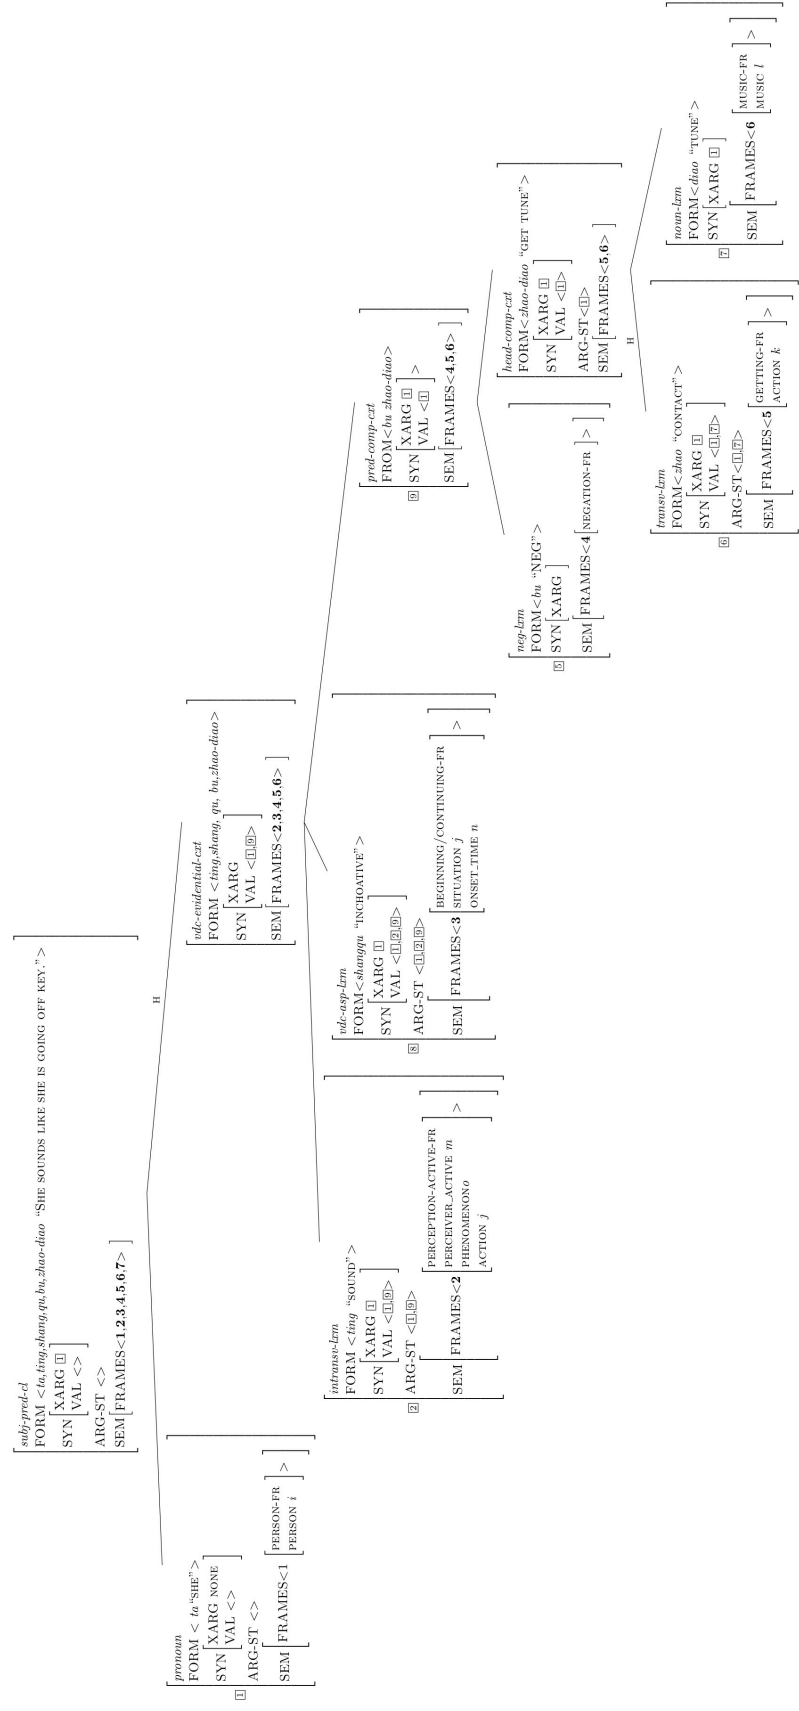 subj-pred-cl
FORM <ta,ting,shang,qu,bu,zhao-diao “SHE SOUNDS LIKE SHE IS GOING OFF KEY.”>
SYN [XARG 1
VAL <>]
ARG-ST <>
SEM [FRAMES<1,2,3,4,5,6,7> ]
H
1
pronoun
FORM < ta“SHE”>
SYN [XARG NONE
VAL <>]
ARG-ST <>
SEM [FRAMES<1 [PERSON-FR
PERSON i] >]
vdc-evidential-cxt
FORM <ting,shang, qu, bu,zhao-diao>
SYN [XARG
VAL <1,9>]
SEM [FRAMES<2,3,4,5,6> ]
2
intransv-lxm
FORM <ting “SOUND”>
SYN [XARG 1
VAL <1,9>]
ARG-ST <1,9>
SEM [FRAMES<2 [PERCEPTION-ACTIVE-FR
PERCEIVER_ACTIVE m
PHENOMENONo
ACTION j] >]
8
vdc-asp-lxm
FORM<shangqu “INCHOATIVE”>
SYN [XARG 1
VAL <1,2,9>]
ARG-ST <1,2,9>
SEM [FRAMES<3 [BEGINNING/CONTINUING-FR
SITUATION j
ONSET_TIME n] >]
9
pred-comp-cxt
FROM<bu zhao-diao>
SYN [XARG 1
VAL <1] >
SEM[FRAMES<4,5,6> ]
5
neg-lxm
FORM<bu “NEG”>
SYN[XARG ]
SEM[FRAMES<4[NEGATION-FR ] >]
head-comp-cxt
FORM<zhao-diao “GET TUNE”>
SYN [XARG 1
VAL <1>]
ARG-ST<1>
SEM[FRAMES<5,6>]
H
6
transv-lxm
FORM<zhao “CONTACT”>
SYN [XARG 1
VAL <1,7>]
ARG-ST<1,7>
SEM [FRAMES<5 [GETTING-FR
ACTION k] >]
7
noun-lxm
FORM<diao “TUNE”>
SYN[XARG 1 ]
SEM [FRAMES<6 [MUSIC-FR
MUSIC l] >]